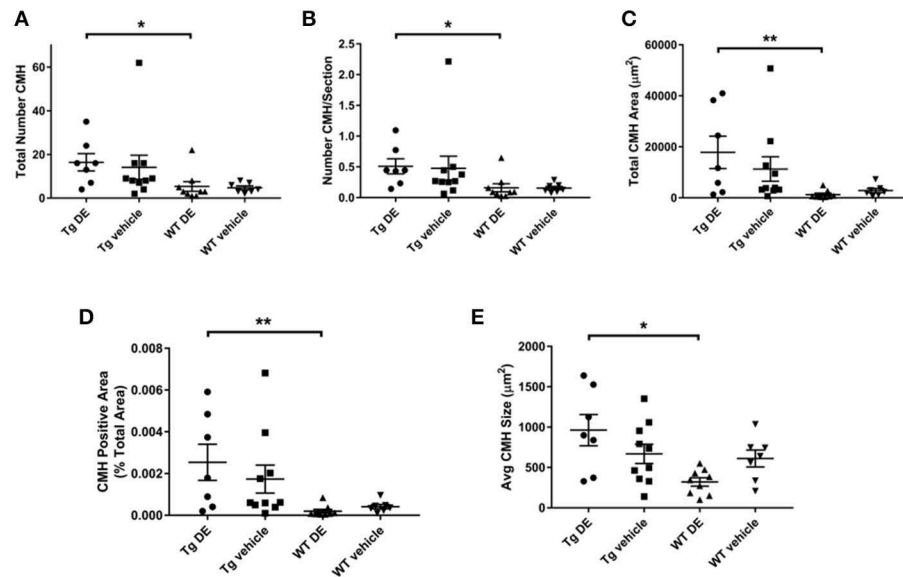 A
*
Total Number CMH
60
40
20
0
Tg DE
Tg vehicle
WT DE
WT vehicle
B
*
Number CMH/Section
2.5
2.0
1.5
1.0
0.5
0.0
Tg DE
Tg vehicle
WT DE
WT vehicle
C
**
Total CMH Area (μm²)
60000
40000
20000
0
Tg DE
Tg vehicle
WT DE
WT vehicle
D
**
CMH Positive Area
(% Total Area)
0.008
0.006
0.004
0.002
0.000
Tg DE
Tg vehicle
WT DE
WT vehicle
E
*
Avg CMH Size (μm²)
2000
1500
1000
500
0
Tg DE
Tg vehicle
WT DE
WT vehicle